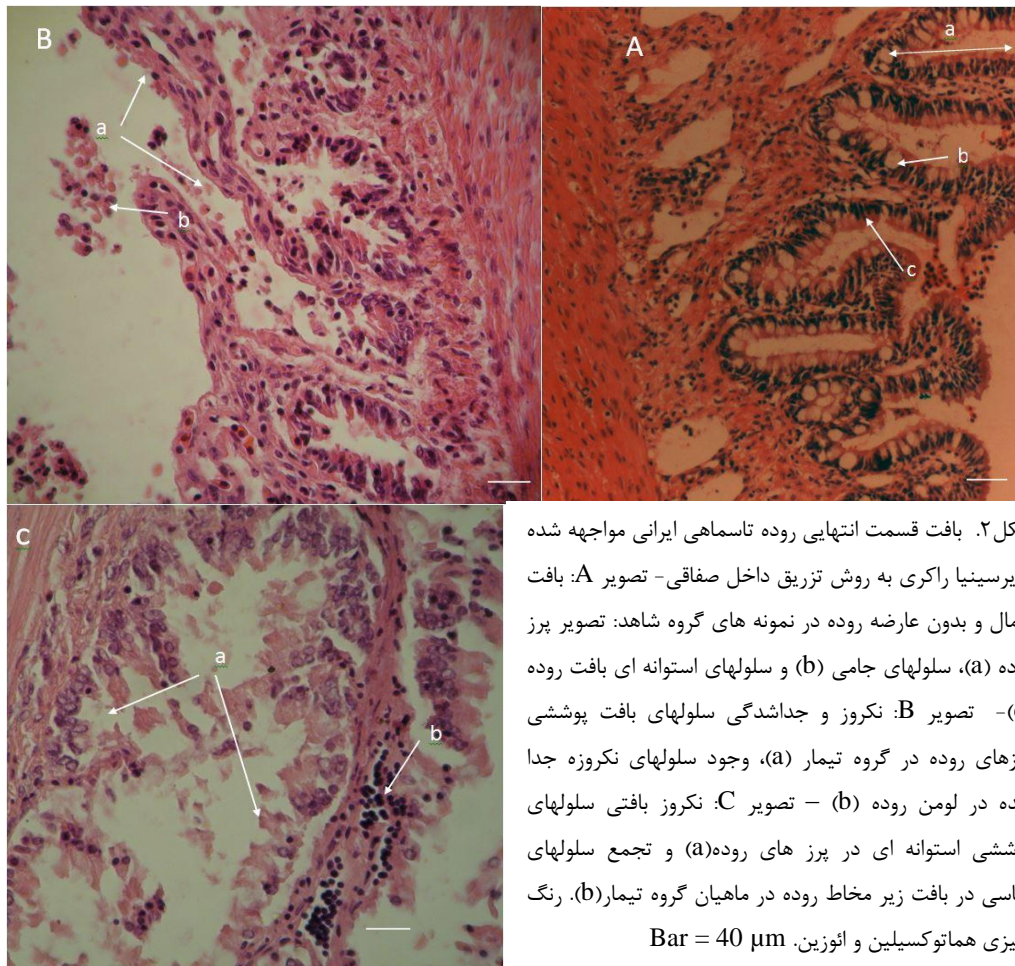 B
a
b
A
a
b
c
C
a
b
کل۲. بافت قسمت انتهایی روده تاسماهی ایرانی مواجهه شده
یرسینیا راکری به روش تزریق داخل صفاقی- تصویر A: بافت
مال و بدون عارضه روده در نمونه های گروه شاهد: تصویر پرز
ده (a)، سلولهای جامی (b) و سلولهای استوانه ای بافت روده
)- تصویر B: نکروز و جداشدگی سلولهای بافت پوششی
زهای روده در گروه تیمار (a)، وجود سلولهای نکروزه جدا
ده در لومن روده (b) – تصویر C: نکروز بافتی سلولهای
ششی استوانه ای در پرز های روده(a) و تجمع سلولهای
اسی در بافت زیر مخاط روده در ماهیان گروه تیمار(b). رنگ
یزی هماتوکسیلین و ائوزین. Bar = 40 µm